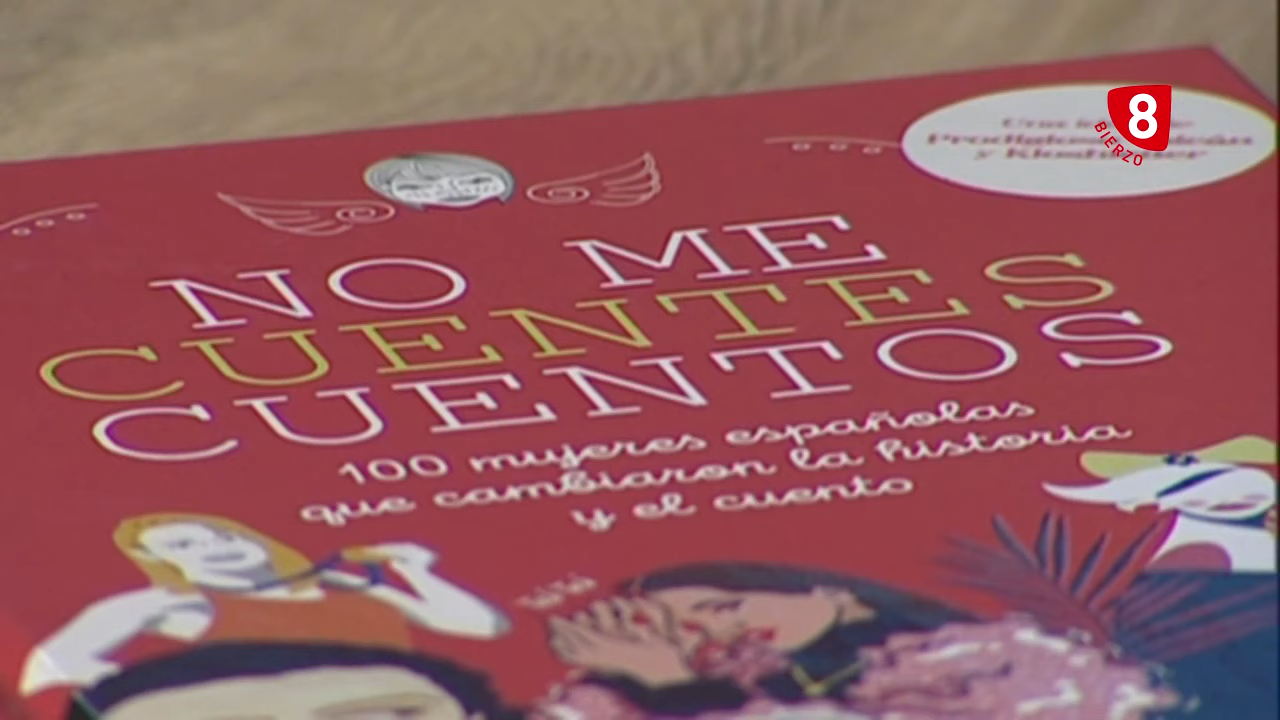 8
BIERZO
NO ME
CUENTES
CUENTOS
100 mujeres españolas
que cambiaron la historia
y el cuento